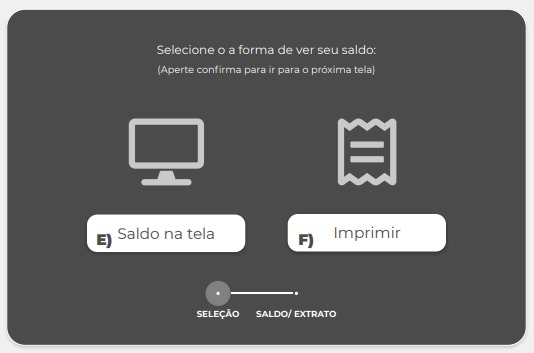 Selecione o a forma de ver seu saldo:
(Aperte confirma para ir para o próxima tela)
E) Saldo na tela
F) Imprimir
SELEÇÃO SALDO/ EXTRATO